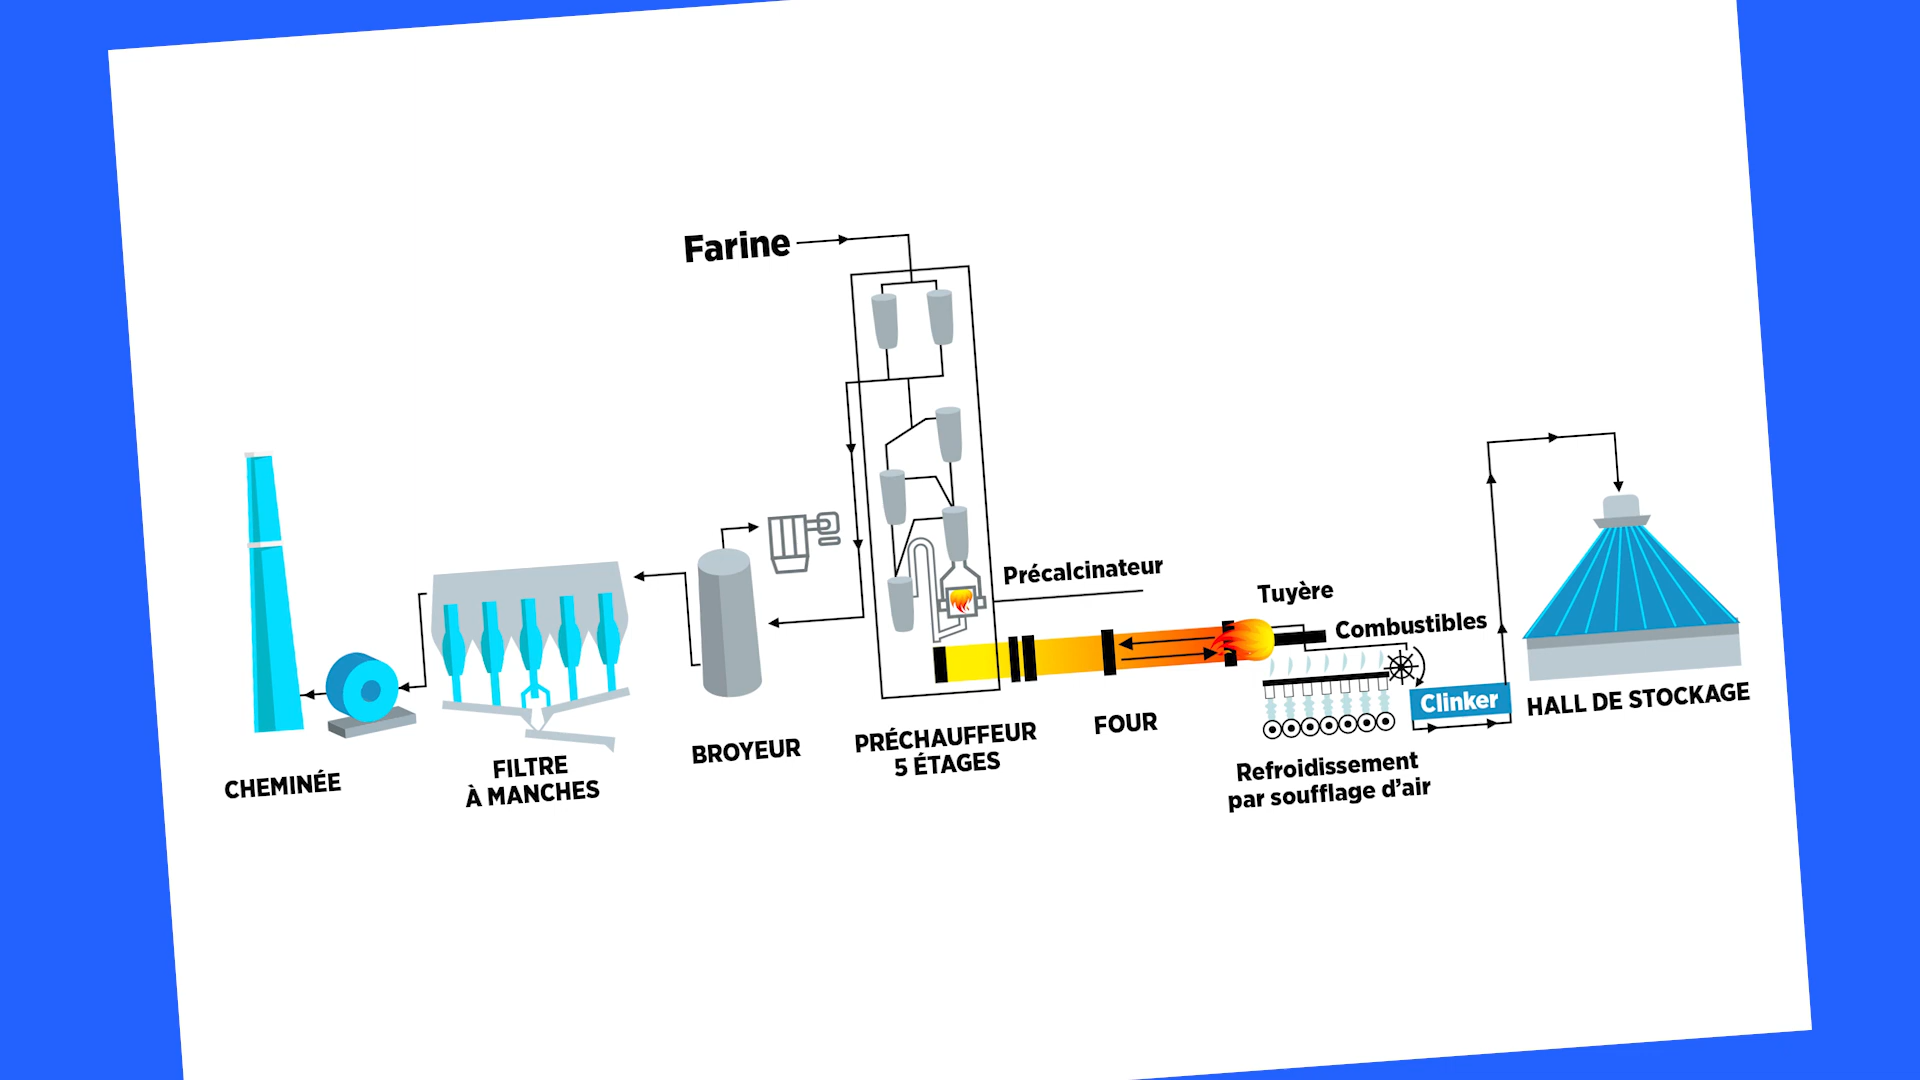 Farine
Précalcinateur
Tuyère
Combustibles
Clinker
HALL DE STOCKAGE
FOUR
PRÉCHAUFFEUR
5 ÉTAGES
BROYEUR
FILTRE
À MANCHES
CHEMINÉE
Refroidissement
par soufflage d’air